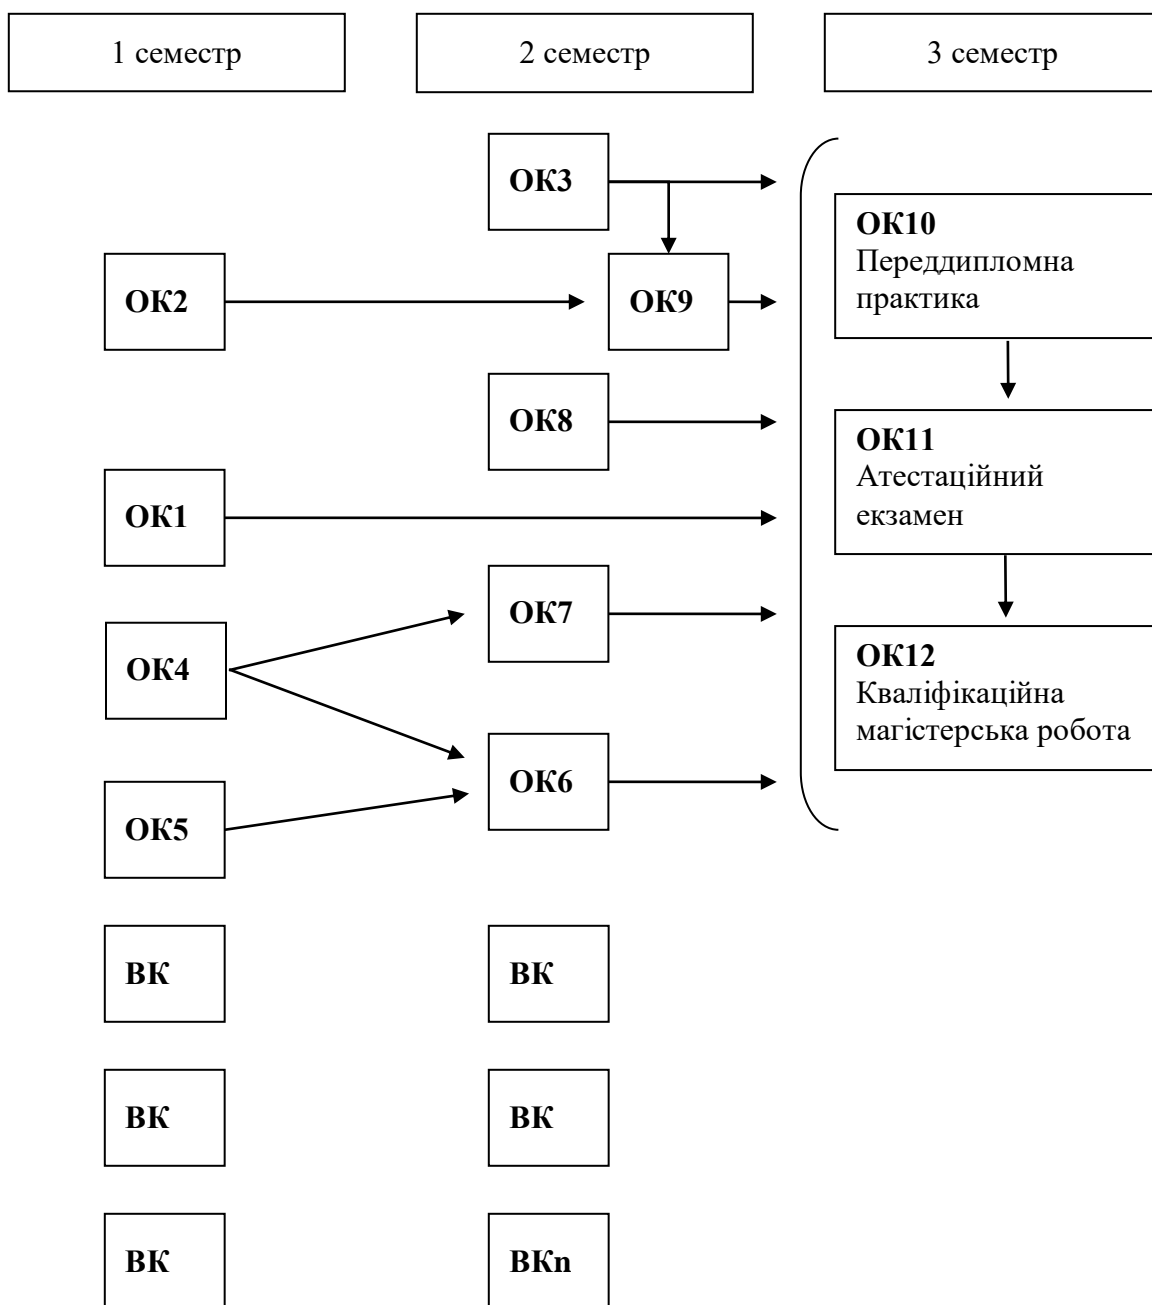 1 семестр
2 семестр
3 семестр
ОК3
ОК10
Переддипломна
практика
ОК2
ОК9
ОК8
ОК11
Атестаційний
екзамен
ОК1
ОК7
ОК4
ОК12
Кваліфікаційна
магістерська робота
ОК6
ОК5
ВК
ВК
ВК
ВК
ВК
ВКn